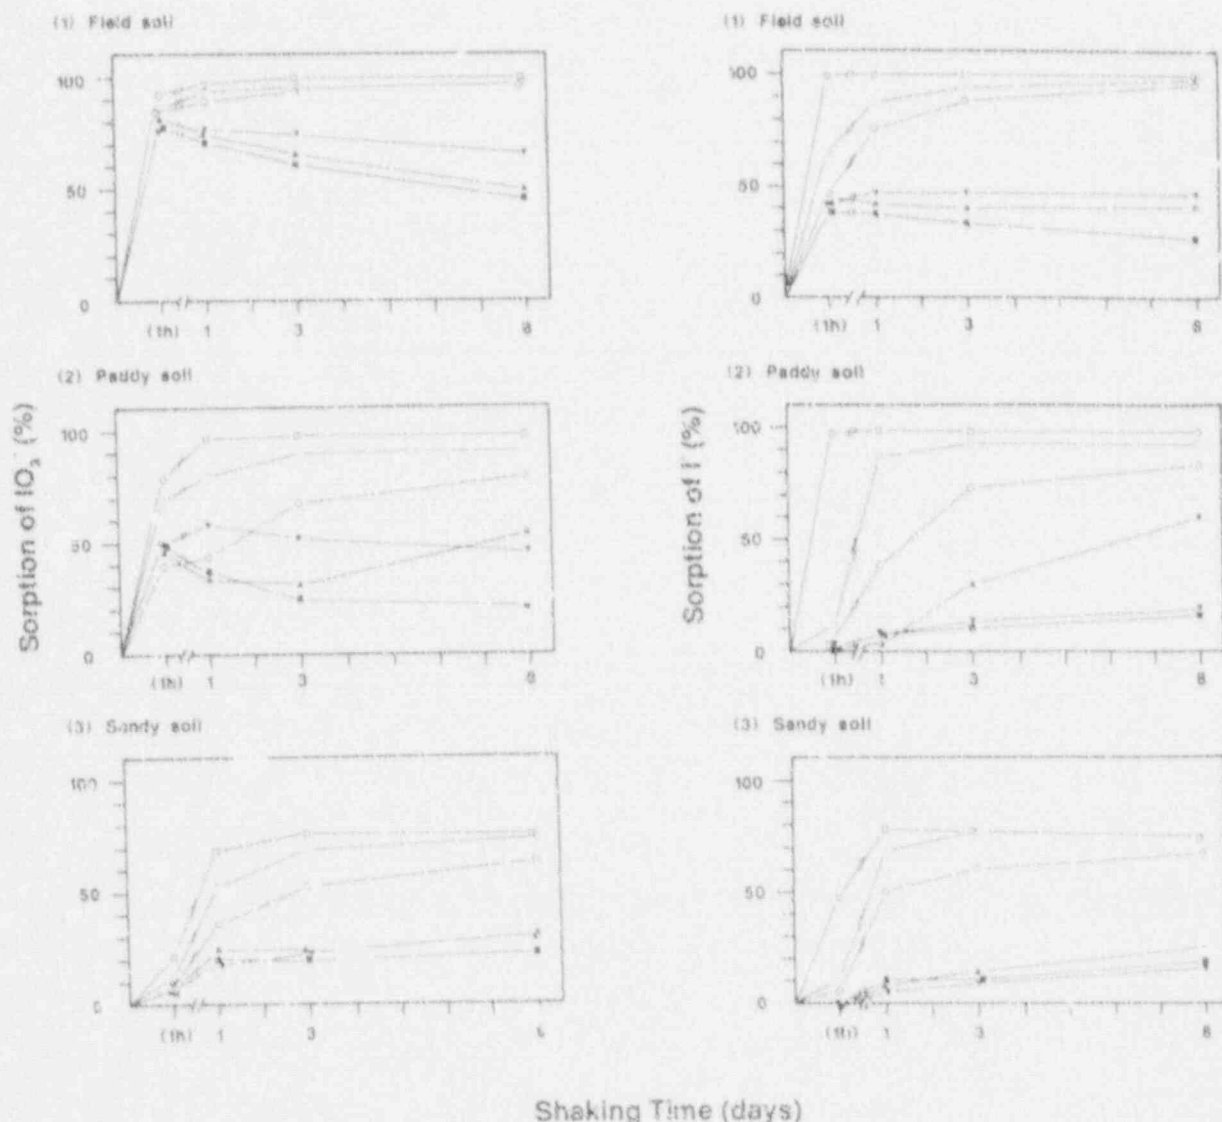 (1) Field soil
100
50
0
(1h) 1 3 8
(1) Field soil
100
50
0
(1h) 1 3 8
(2) Paddy soil
100
50
0
(1h) 1 3 8
(2) Paddy soil
100
50
0
(1h) 1 3 8
Sorption of IO₃⁻ (%)
Sorption of I⁻ (%)
(3) Sandy soil
100
50
0
(1h) 1 3 8
(3) Sandy soil
100
50
0
(1h) 1 3 8
Shaking Time (days)